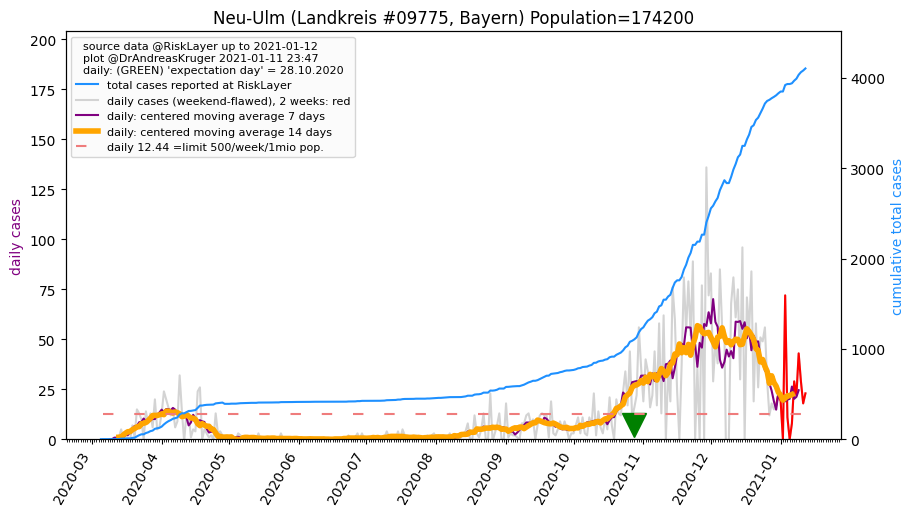 Neu-Ulm (Landkreis #09775, Bayern) Population=174200
source data @RiskLayer up to 2021-01-12
plot @DrAndreasKruger 2021-01-11 23:47
daily: (GREEN) 'expectation day' = 28.10.2020
total cases reported at RiskLayer
daily cases (weekend-flawed), 2 weeks: red
daily: centered moving average 7 days
daily: centered moving average 14 days
daily 12.44 =limit 500/week/1mio pop.
daily cases
200
175
150
125
100
75
50
25
0
cumulative total cases
4000
3000
2000
1000
0
2020-03
2020-04
2020-05
2020-06
2020-07
2020-08
2020-09
2020-10
2020-11
2020-12
2021-01